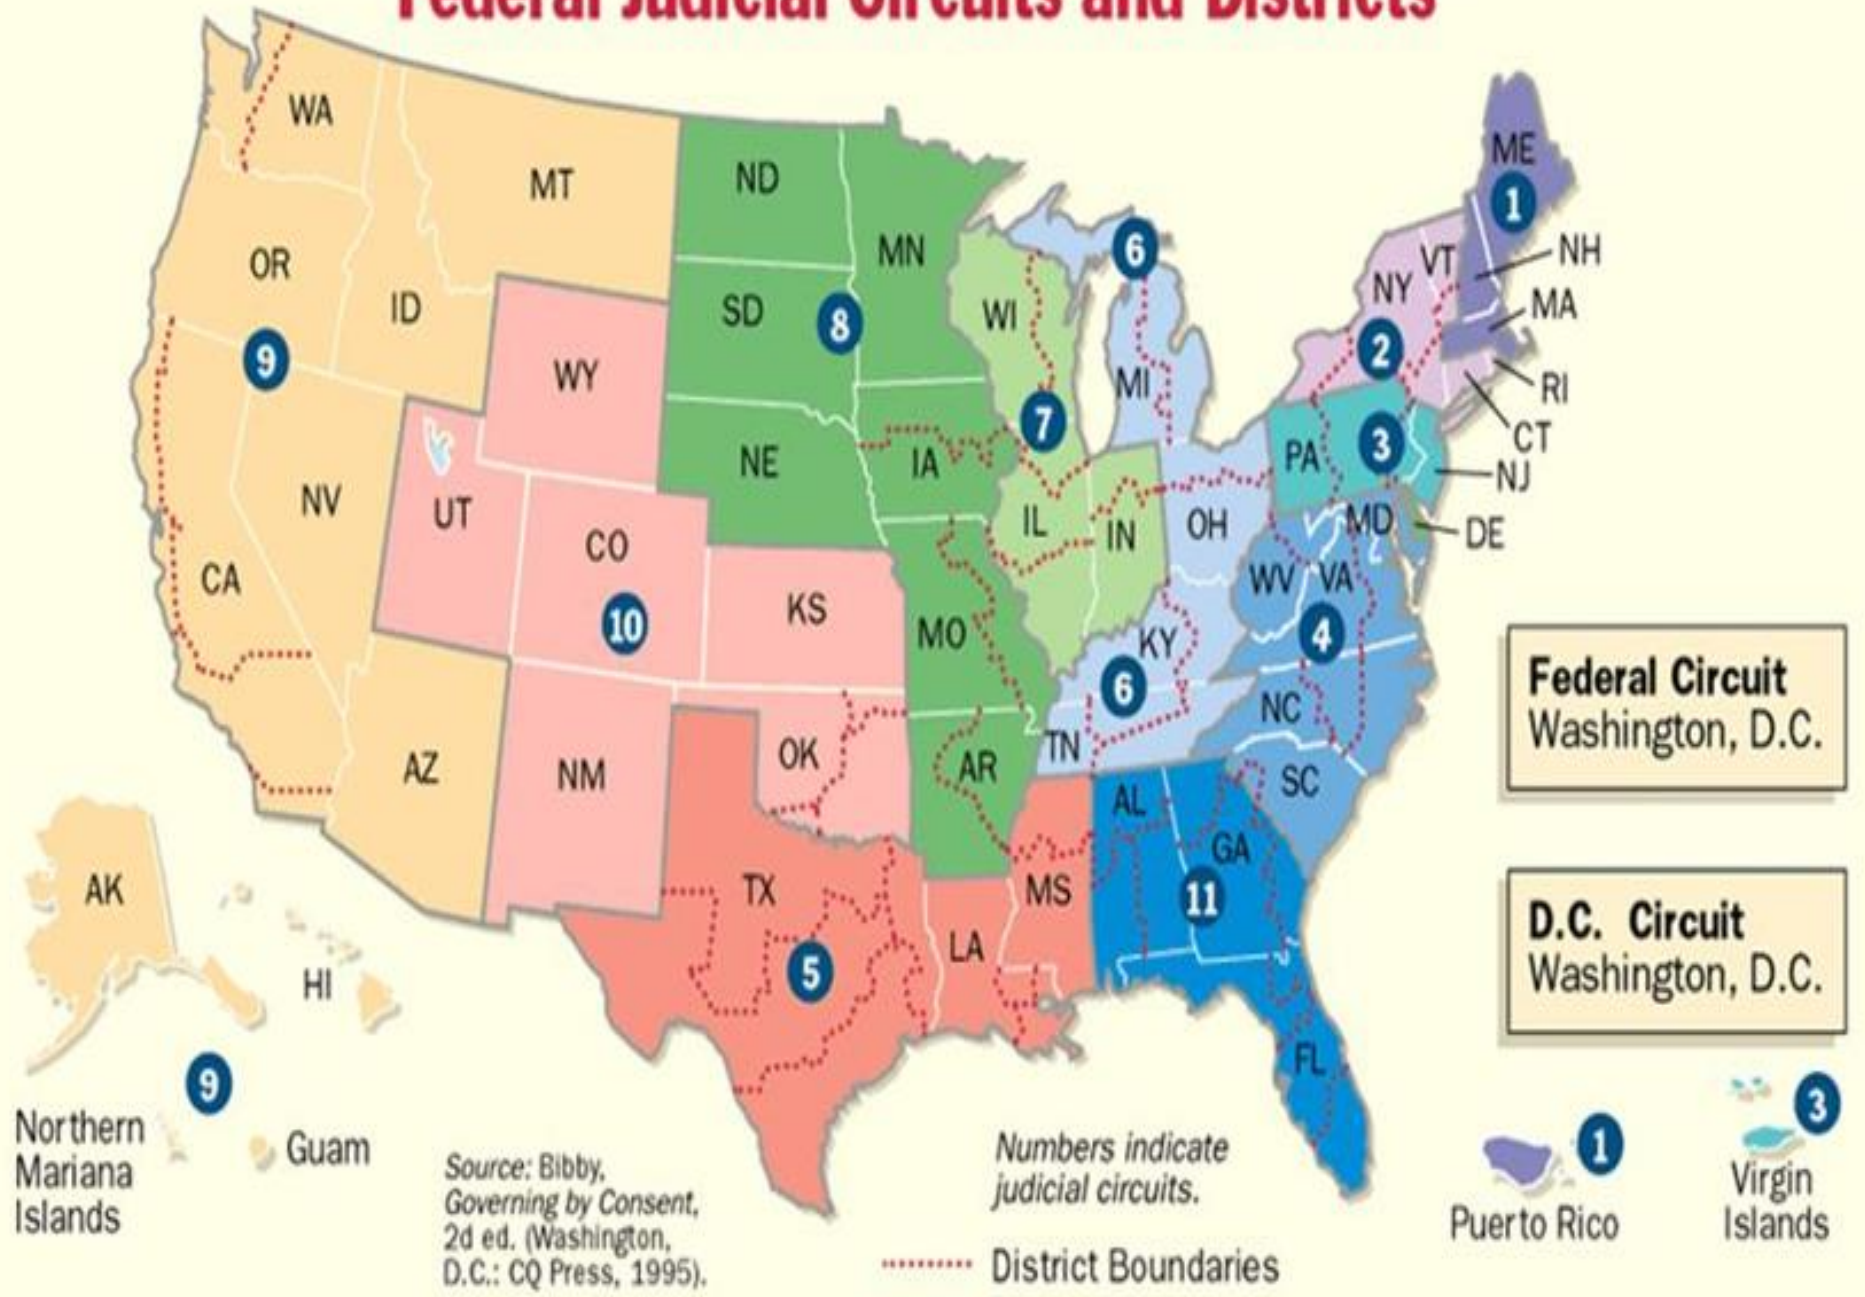 Federal Judicial Circuits and Districts
WA
MT
ND
MN
ME
1
OR
ID
SD
8
WI
6
NH
VT
NY
MA
9
WY
MI
2
RI
7
CT
NE
IA
PA
3
NJ
NV
UT
CO
IL
IN
OH
MD
DE
CA
10
KS
MO
WV
VA
KY
4
6
Federal Circuit
Washington, D.C.
NC
TN
AZ
NM
OK
AR
SC
AL
GA
AK
TX
MS
11
D.C. Circuit
Washington, D.C.
LA
5
HI
FL
9
Northern
Mariana
Islands
Guam
Source: Bibby,
Governing by Consent,
2d ed. (Washington,
D.C.: CQ Press, 1995).
Numbers indicate
judicial circuits.
District Boundaries
1
Puerto Rico
3
Virgin
Islands